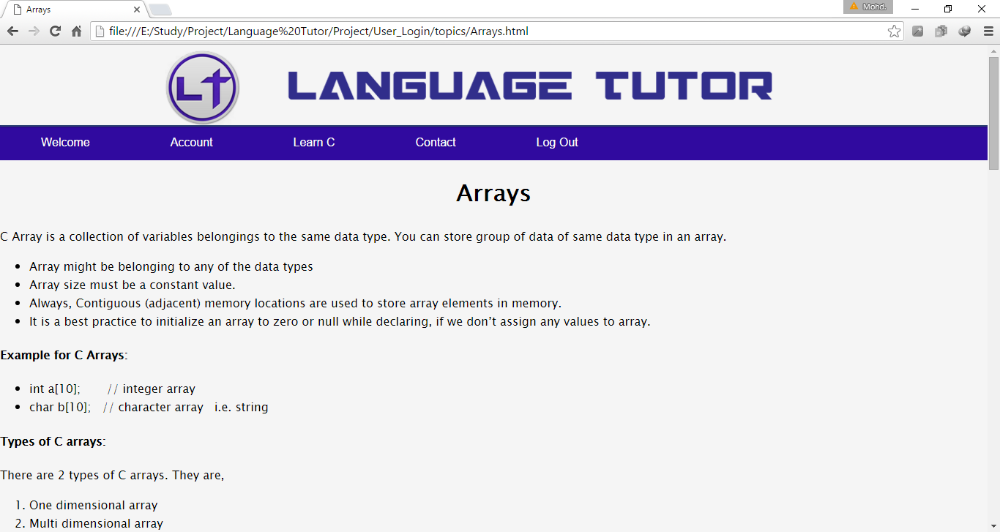 Arrays
Mohd.
file:///E:/Study/Project/Language%20Tutor/Project/User_Login/topics/Arrays.html
LT LANGUAGE TUTOR
Welcome Account Learn C Contact Log Out
Arrays
C Array is a collection of variables belongings to the same data type. You can store group of data of same data type in an array.
• Array might be belonging to any of the data types
• Array size must be a constant value.
• Always, Contiguous (adjacent) memory locations are used to store array elements in memory.
• It is a best practice to initialize an array to zero or null while declaring, if we don’t assign any values to array.
Example for C Arrays:
• int a[10]; // integer array
• char b[10]; // character array i.e. string
Types of C arrays:
There are 2 types of C arrays. They are,
1. One dimensional array
2. Multi dimensional array